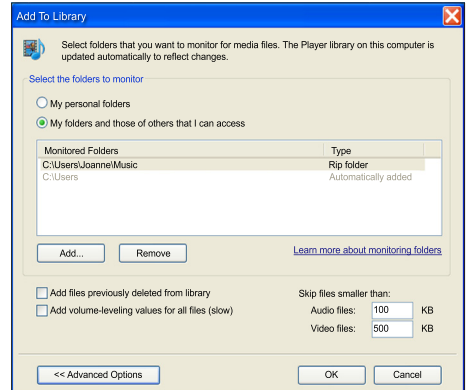 Add To Library
Select folders that you want to monitor for media files. The Player library on this computer is
updated automatically to reflect changes.
Select the folders to monitor
My personal folders
My folders and those of others that I can access
Monitored Folders Type
C:\Users\Joanne\Music Rip folder
C:\Users Automatically added
Add... Remove Learn more about monitoring folders
Add files previously deleted from library Skip files smaller than:
Add volume-leveling values for all files (slow) Audio files: 100 KB
Video files: 500 KB
<< Advanced Options OK Cancel